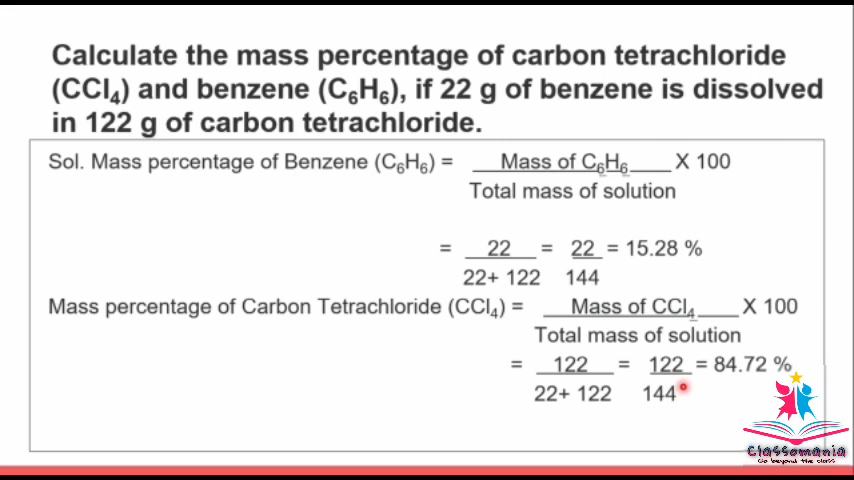 Calculate the mass percentage of carbon tetrachloride
(CCl₄) and benzene (C₆H₆), if 22 g of benzene is dissolved
in 122 g of carbon tetrachloride.
Sol. Mass percentage of Benzene (C₆H₆) = Mass of C₆H₆ X 100
Total mass of solution
= 22 = 22 = 15.28 %
22+ 122 144
Mass percentage of Carbon Tetrachloride (CCl₄) = Mass of CCl₄ X 100
Total mass of solution
= 122 = 122 = 84.72 %
22+ 122 144
Classomania
Go beyond the class